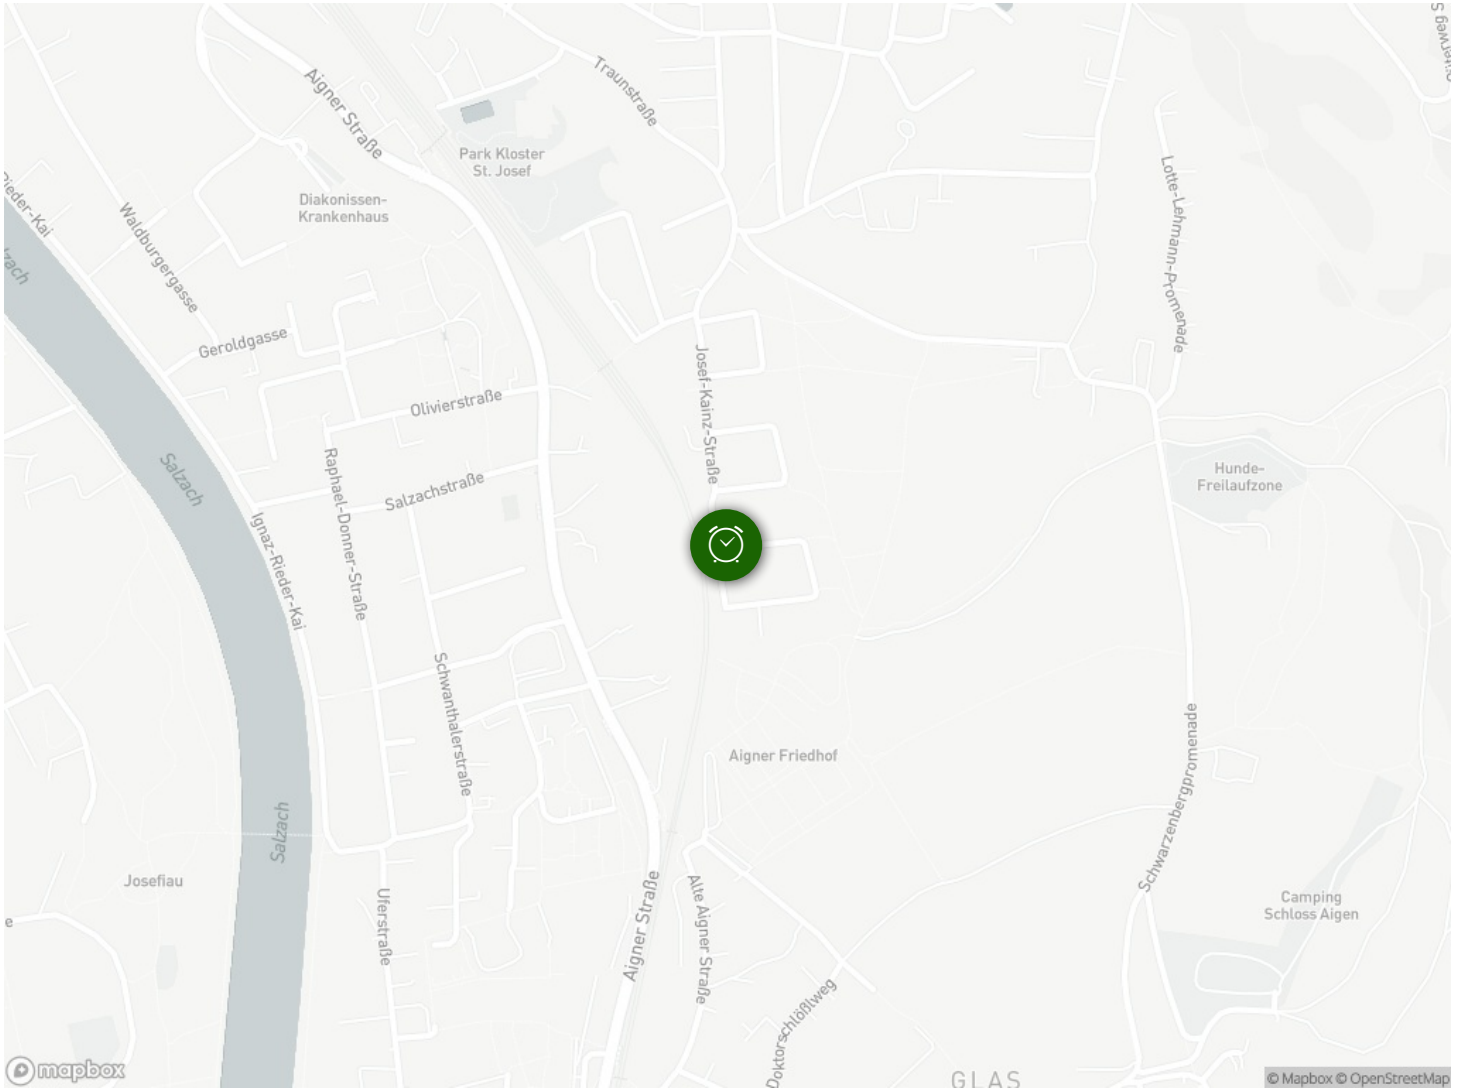 Aigner Straße
Traunstraße
Park Kloster
St. Josef
Diakonissen-
Krankenhaus
Rieder-Kai
Waldburgergasse
Lotte-Lehmann-Promenade
Geroldgasse
Josef-Kainz-Straße
Olivierstraße
Salzach
Salzachstraße
Raphael-Donner-Straße
Hunde-
Freilaufzone
Ignaz-Rieder-Kai
Schwanthalerstraße
Aigner Friedhof
Schwarzenbergpromenade
Salzach
Josefiau
Uferstraße
Aigner Straße
Alte Aigner Straße
Camping
Schloss Aigen
Doktorschlößlweg
GLAS
mapbox
© Mapbox © OpenStreetMap